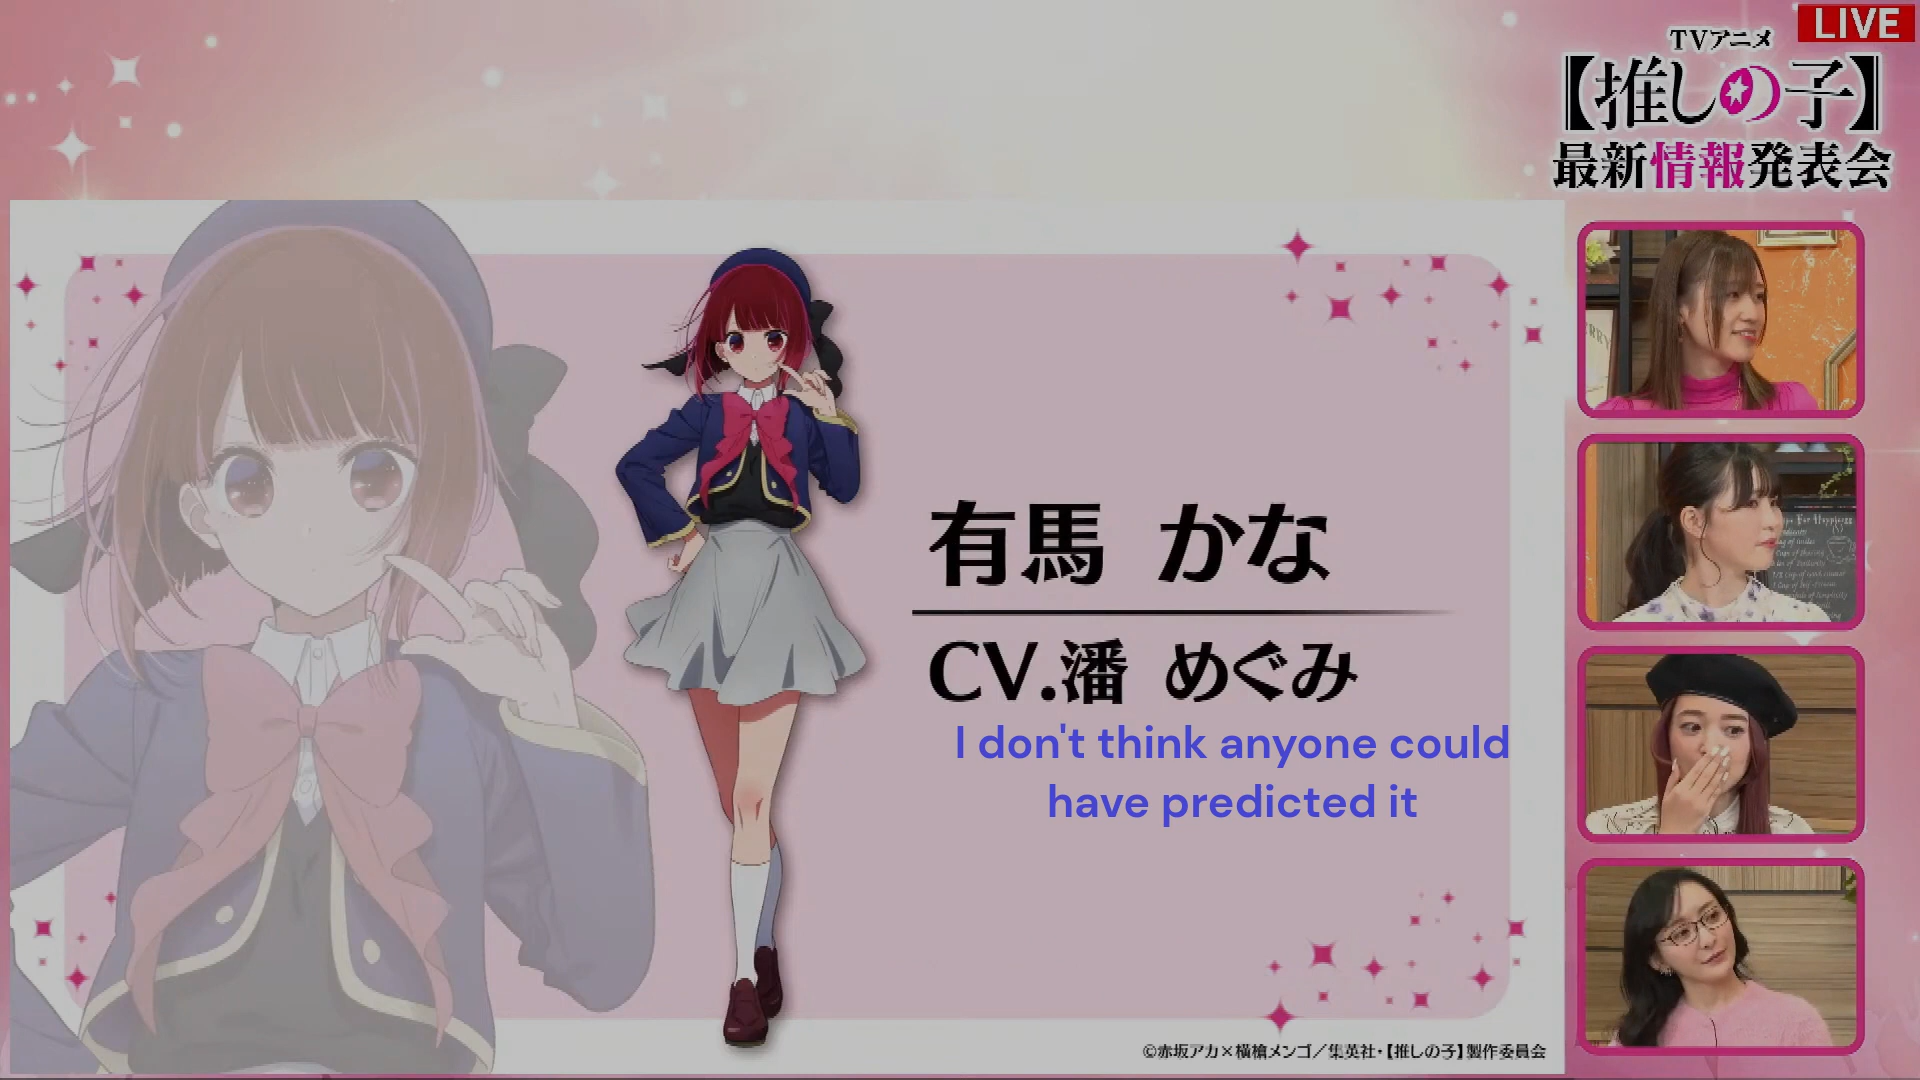 LIVE
TVアニメ
【推しの子】
最新情報発表会
有馬 かな
CV.潘 めぐみ
I don't think anyone could
have predicted it
©赤坂アカ×横槍メンゴ／集英社・【推しの子】製作委員会